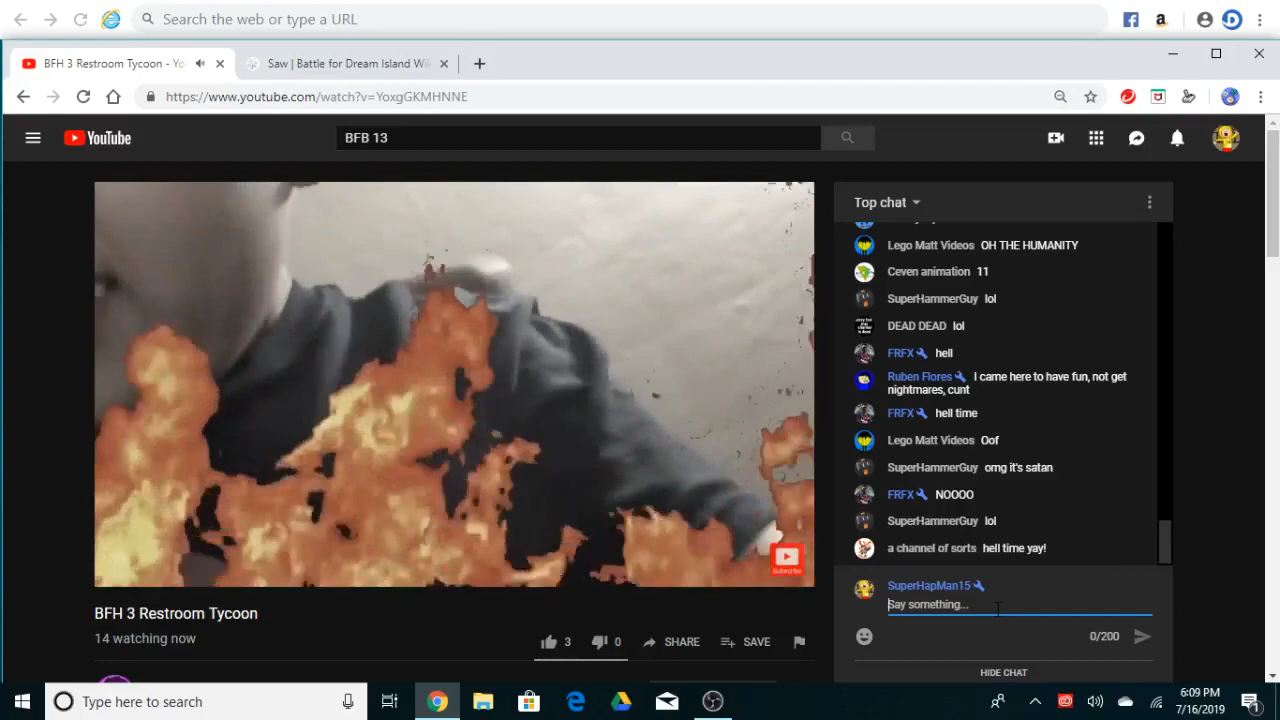 Search the web or type a URL
BFH 3 Restroom Tycoon - Yo
Saw | Battle for Dream Island Wi
https://www.youtube.com/watch?v=YoxgGKMHNNE
YouTube
BFB 13
Top chat
Lego Matt Videos OH THE HUMANITY
Ceven animation 11
SuperHammerGuy lol
DEAD DEAD lol
FRFX hell
Ruben Flores I came here to have fun, not get
nightmares, cunt
FRFX hell time
Lego Matt Videos Oof
SuperHammerGuy omg it's satan
FRFX NOOOO
SuperHammerGuy lol
a channel of sorts hell time yay!
SuperHapMan15
Say something...
0/200
HIDE CHAT
Subscribe
BFH 3 Restroom Tycoon
14 watching now
3 0 SHARE SAVE
Type here to search
6:09 PM
7/16/2019
1